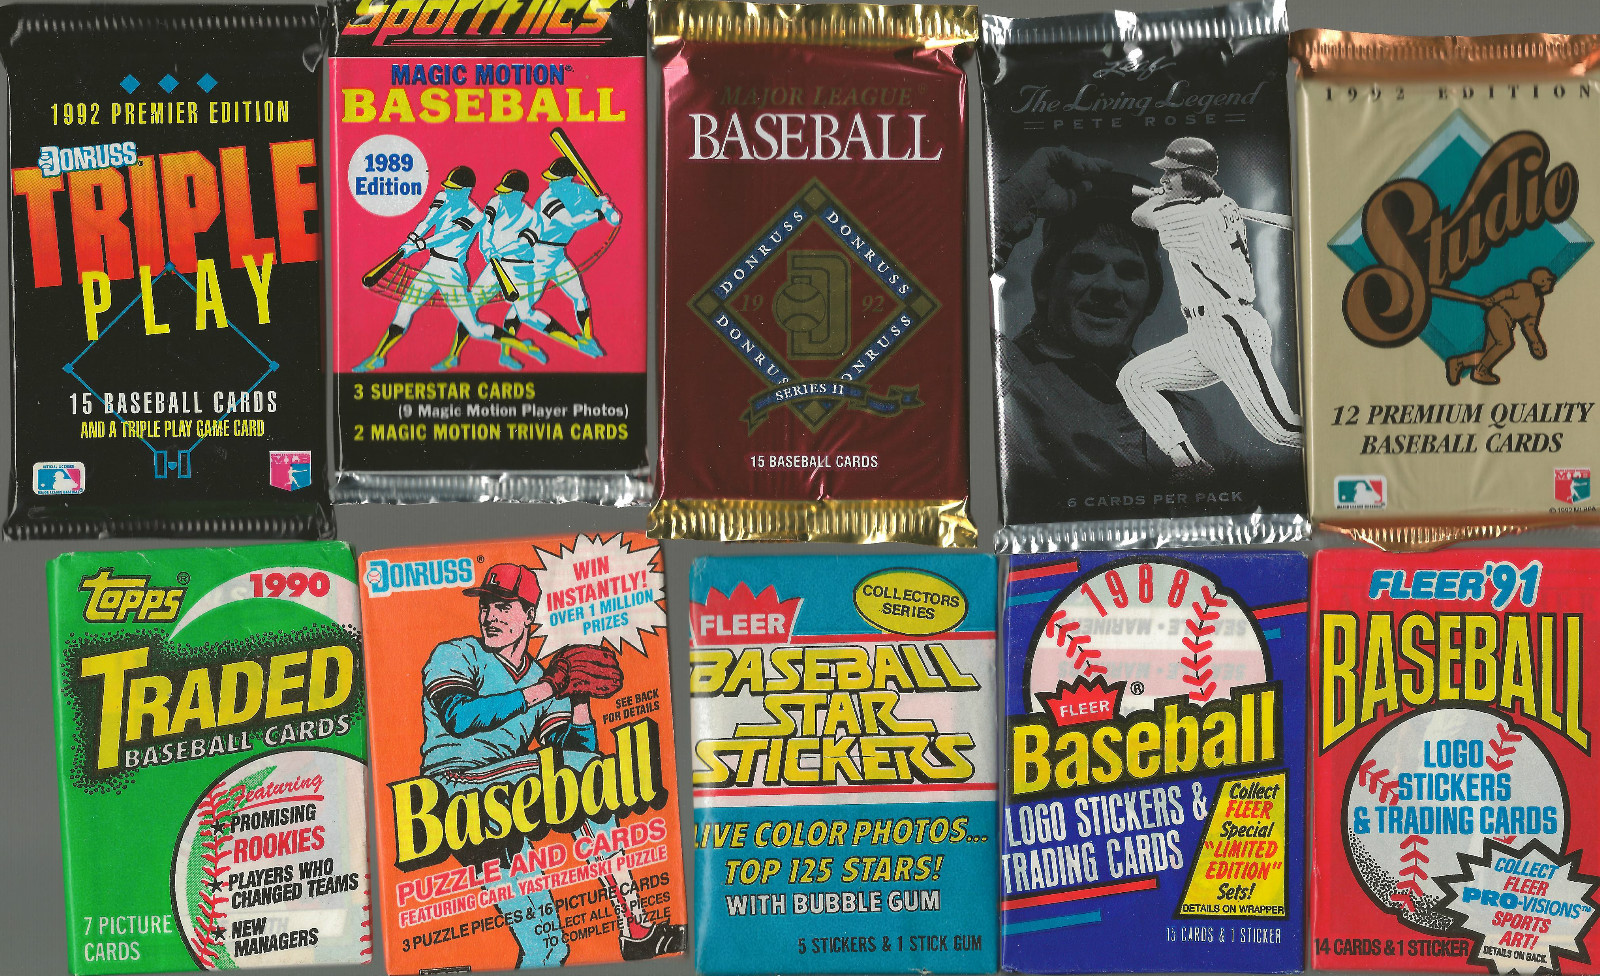 1992 PREMIER EDITION
DONRUSS
TRIPLE
PLAY
15 BASEBALL CARDS
AND A TRIPLE PLAY GAME CARD
Sportflics
MAGIC MOTION®
BASEBALL
1989
Edition
3 SUPERSTAR CARDS
(9 Magic Motion Player Photos)
2 MAGIC MOTION TRIVIA CARDS
MAJOR LEAGUE
BASEBALL
DONRUSS DONRUSS
19 92
DONRUSS DONRUSS
SERIES II
15 BASEBALL CARDS
Leaf
The Living Legend
PETE ROSE
6 CARDS PER PACK
1992 EDITION
Studio
12 PREMIUM QUALITY
BASEBALL CARDS
© 1992 MLBPA
Topps® 1990
TRADED
BASEBALL CARDS
Featuring
★ PROMISING
ROOKIES
★ PLAYERS WHO
CHANGED TEAMS
★ NEW
MANAGERS
7 PICTURE
CARDS
DONRUSS®
WIN
INSTANTLY!
OVER 1 MILLION
PRIZES
SEE BACK
FOR DETAILS
Baseball
PUZZLE AND CARDS
FEATURING CARL YASTRZEMSKI PUZZLE
3 PUZZLE PIECES & 16 PICTURE CARDS
COLLECT ALL 63 PIECES
TO COMPLETE PUZZLE
FLEER
COLLECTORS
SERIES
BASEBALL
STAR
STICKERS
LIVE COLOR PHOTOS...
TOP 125 STARS!
WITH BUBBLE GUM
5 STICKERS & 1 STICK GUM
1988
FLEER®
Baseball
LOGO STICKERS &
TRADING CARDS
Collect
FLEER
Special
"LIMITED
EDITION"
Sets!
DETAILS ON WRAPPER
15 CARDS & 1 STICKER
FLEER '91
BASEBALL
LOGO
STICKERS
& TRADING CARDS
COLLECT
FLEER
PRO-VISIONS™
SPORTS
ART!
DETAILS ON BACK
14 CARDS & 1 STICKER